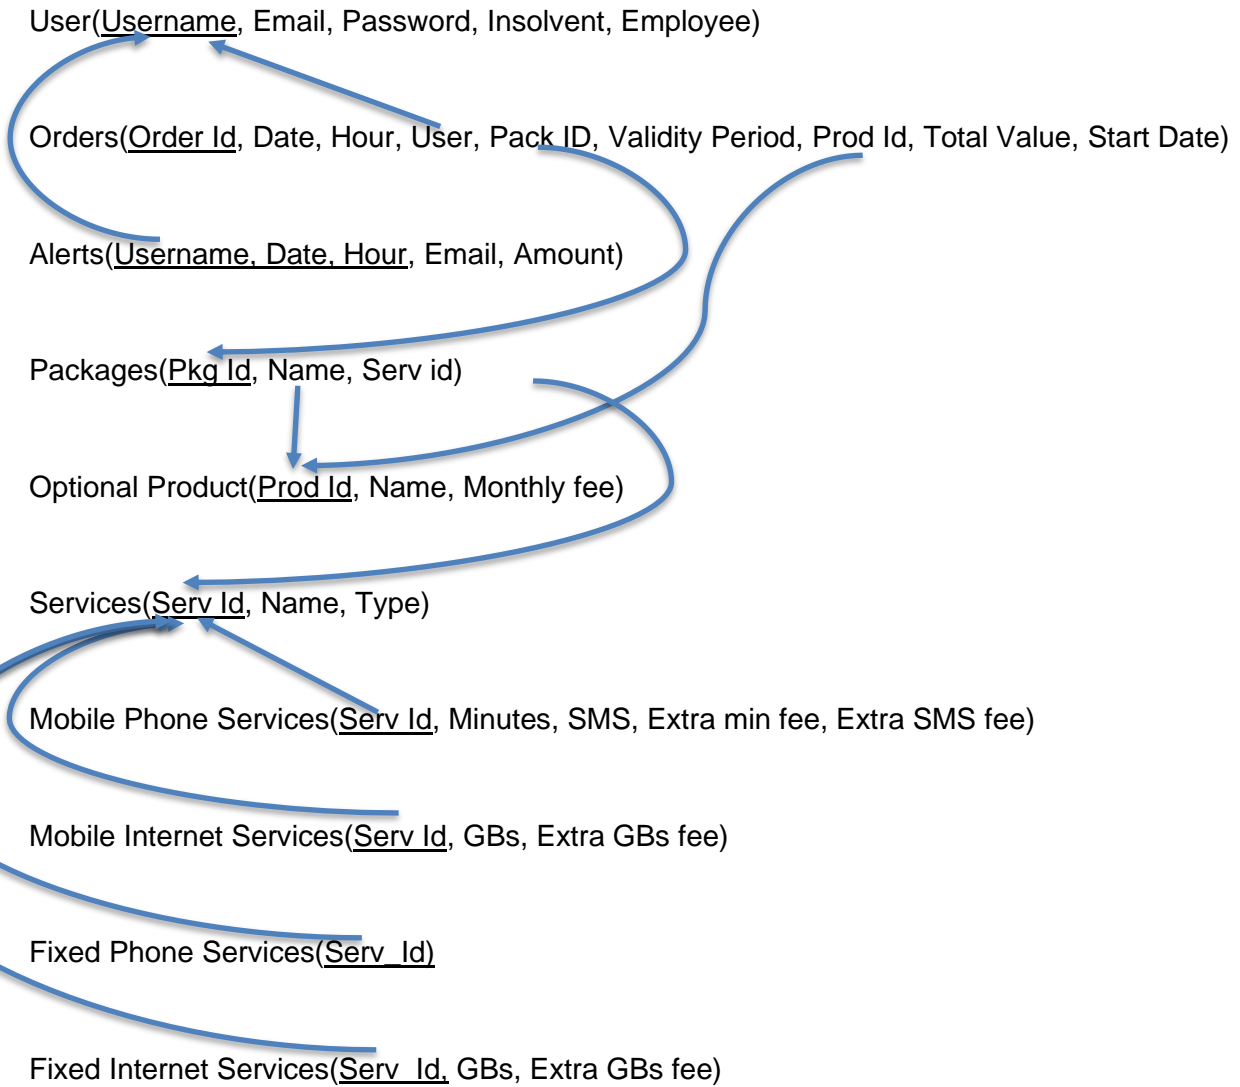 User(Username, Email, Password, Insolvent, Employee)
Orders(Order Id, Date, Hour, User, Pack ID, Validity Period, Prod Id, Total Value, Start Date)
Alerts(Username, Date, Hour, Email, Amount)
Packages(Pkg Id, Name, Serv id)
Optional Product(Prod Id, Name, Monthly fee)
Services(Serv Id, Name, Type)
Mobile Phone Services(Serv Id, Minutes, SMS, Extra min fee, Extra SMS fee)
Mobile Internet Services(Serv Id, GBs, Extra GBs fee)
Fixed Phone Services(Serv_Id)
Fixed Internet Services(Serv_Id, GBs, Extra GBs fee)